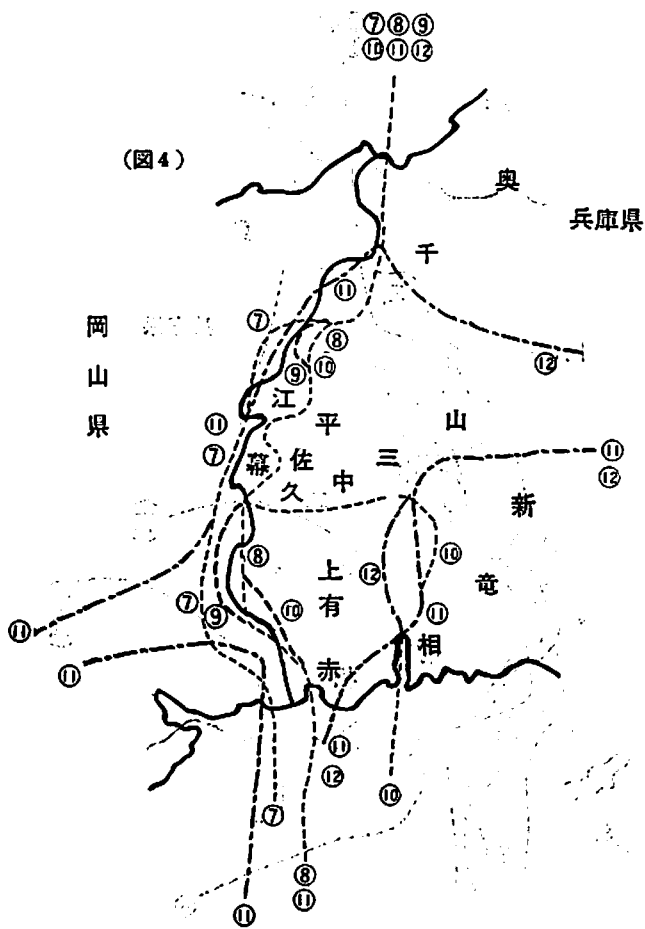 ⑦⑧⑨
⑩⑪⑫
(図4)
奥
兵庫県
千
⑪
⑦
⑧
岡山県
⑨
⑩
⑫
江
平
山
⑪
⑦
幕
佐
三
⑪
⑫
久
中
新
⑧
⑩
⑫
上
竜
⑦
⑨
⑩
有
⑪
⑪
⑪
赤
相
⑪
⑫
⑩
⑦
⑧
⑪
⑪